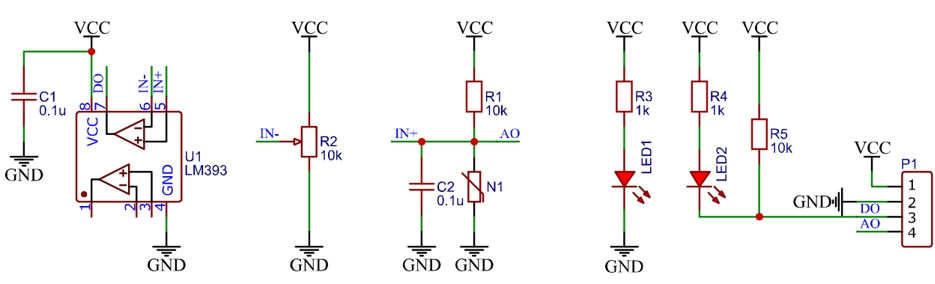 VCC
C1
0.1u
GND
DO
IN-
IN+
8
7
6
5
VCC
GND
1
2
3
4
U1
LM393
GND
VCC
IN-
R2
10k
GND
VCC
R1
10k
IN+
AO
C2
0.1u
N1
GND
GND
VCC
R3
1k
LED1
GND
VCC
R4
1k
LED2
VCC
R5
10k
VCC
P1
GND
DO
AO
1
2
3
4